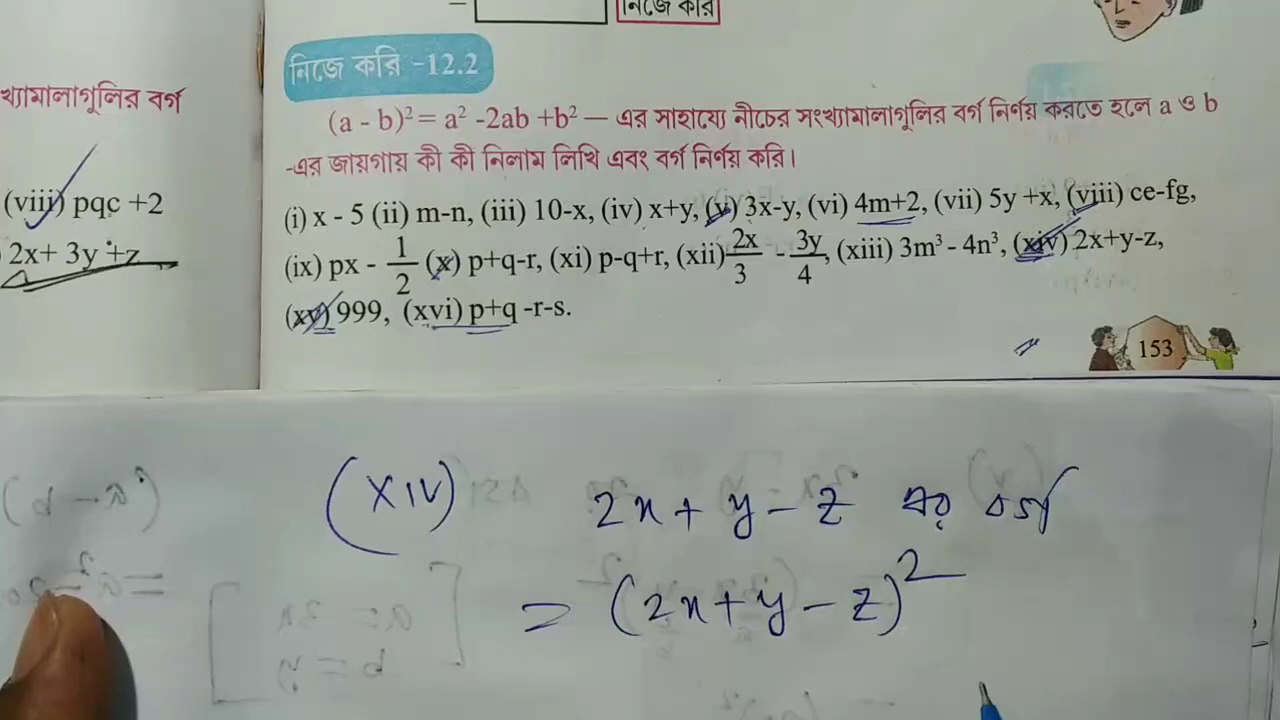 নিজে করি
নিজে করি -12.2
খ্যামালাগুলির বর্গ
(a - b)² = a² -2ab +b² — এর সাহায্যে নীচের সংখ্যামালাগুলির বর্গ নির্ণয় করতে হলে a ও b
-এর জায়গায় কী কী নিলাম লিখি এবং বর্গ নির্ণয় করি।
(viii) pqc +2
2x+ 3y +z
(i) x - 5 (ii) m-n, (iii) 10-x, (iv) x+y, (v) 3x-y, (vi) 4m+2, (vii) 5y +x, (viii) ce-fg,
(ix) px - 1/2 (x) p+q-r, (xi) p-q+r, (xii) 2x/3 - 3y/4, (xiii) 3m³ - 4n³, (xiv) 2x+y-z,
(xv) 999, (xvi) p+q -r-s.
153
(XIV) 2x + y - z এর বর্গ
= (2x + y - z)²